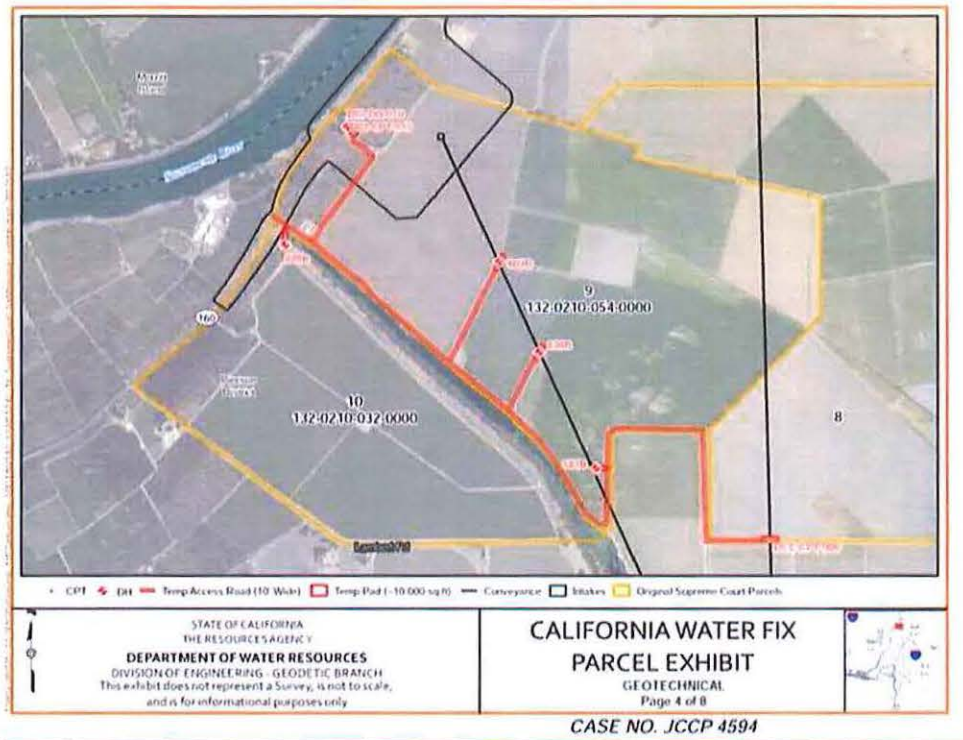 Sacramento River
160
9
132-0210-054-0000
10
132-0210-032-0000
8
Lambert Rd
CPT
DH
Temp Access Road (10' Wide)
Temp Pad (~10,000 sq ft)
Conveyance
Intakes
Original Supreme Court Parcels
STATE OF CALIFORNIA
THE RESOURCES AGENCY
DEPARTMENT OF WATER RESOURCES
DIVISION OF ENGINEERING - GEODETIC BRANCH
This exhibit does not represent a Survey, is not to scale,
and is for informational purposes only
CALIFORNIA WATER FIX
PARCEL EXHIBIT
GEOTECHNICAL
Page 4 of 8
CASE NO. JCCP 4594